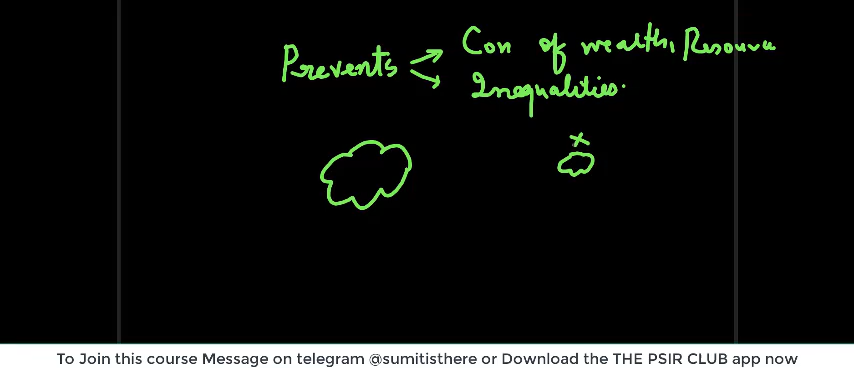 Prevents → Con of wealth, Resourc
→ Inequalities.
x
To Join this course Message on telegram @sumitisthere or Download the THE PSIR CLUB app now